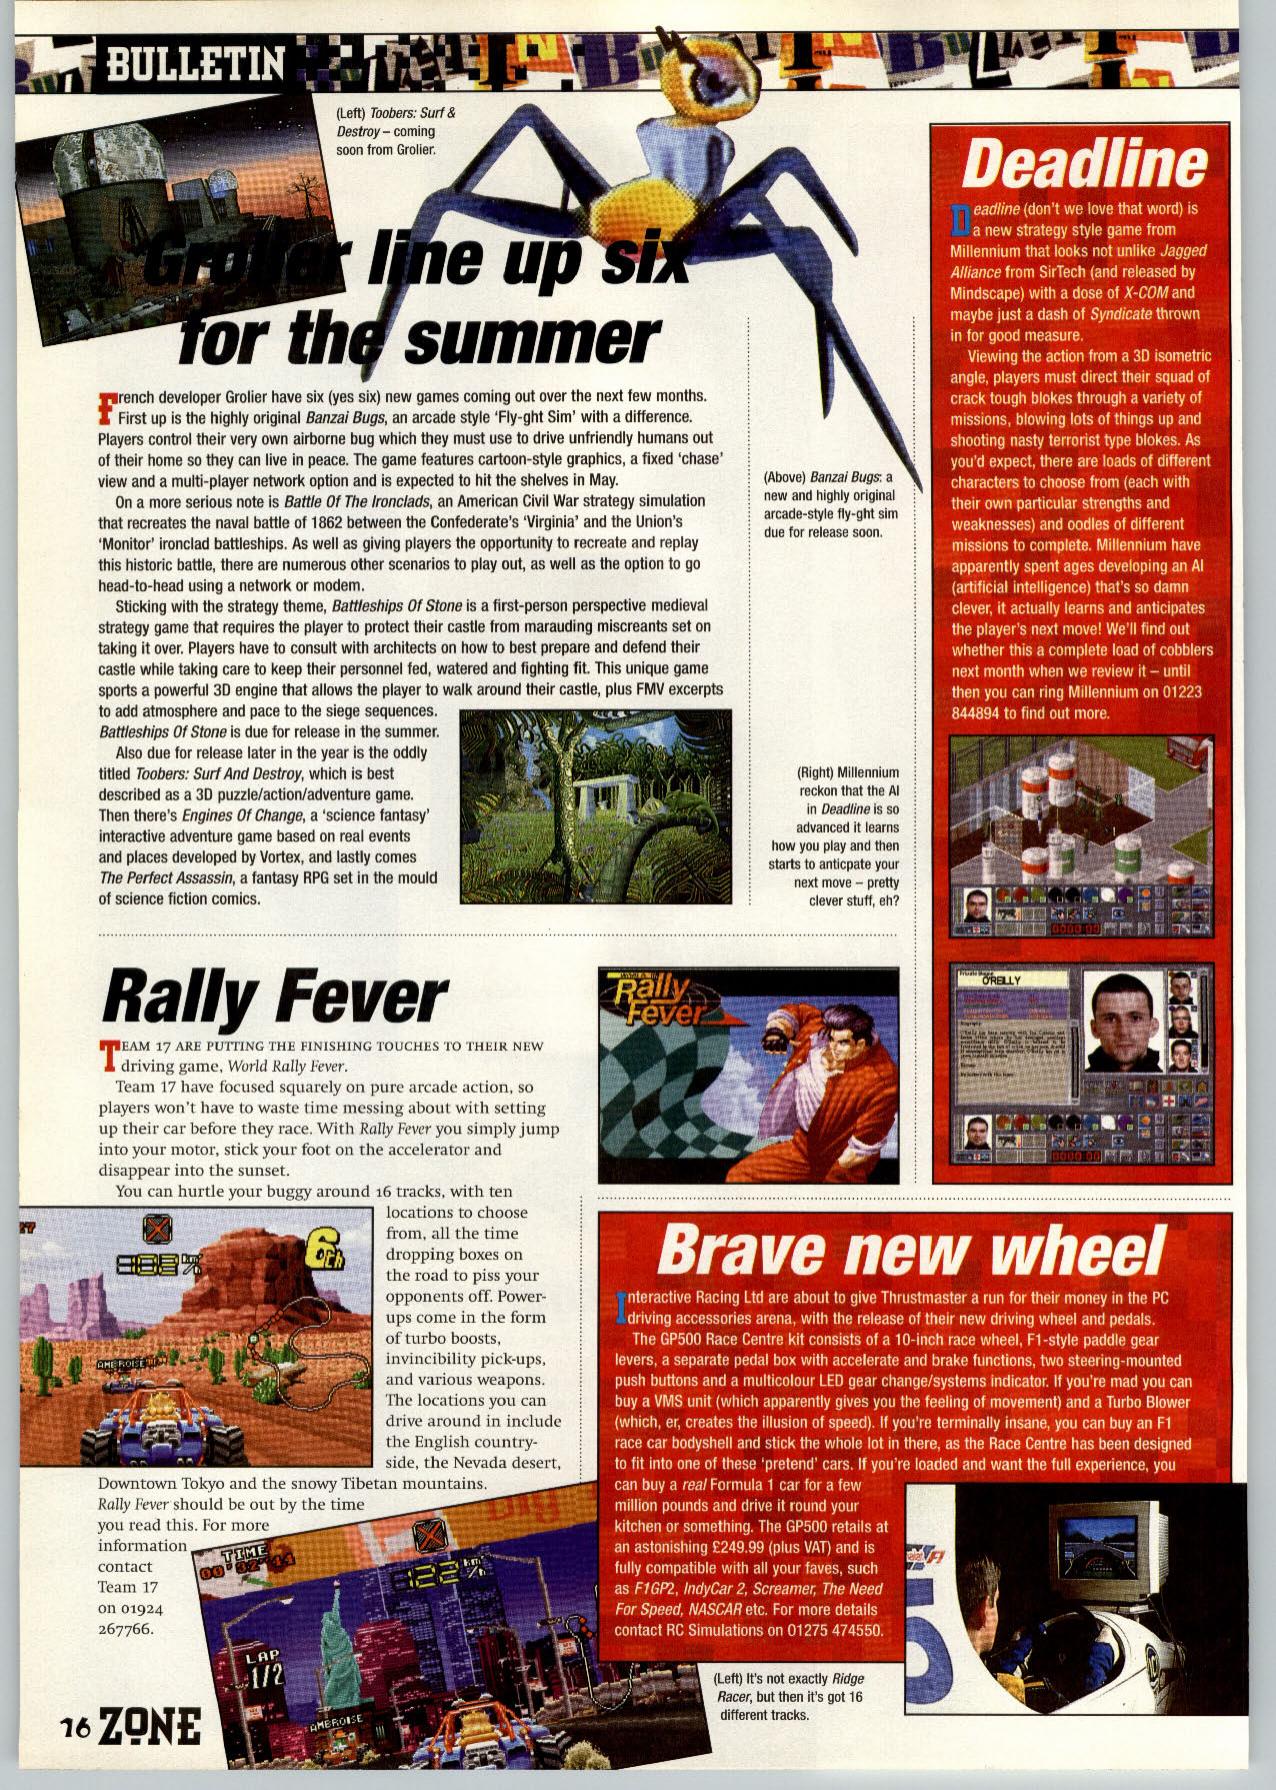 BULLETIN
(Left) Toobers: Surf &
Destroy – coming
soon from Grolier.
Grolier line up six
for the summer
French developer Grolier have six (yes six) new games coming out over the next few months.
First up is the highly original Banzai Bugs, an arcade style ‘Fly-ght Sim’ with a difference.
Players control their very own airborne bug which they must use to drive unfriendly humans out
of their home so they can live in peace. The game features cartoon-style graphics, a fixed ‘chase’
view and a multi-player network option and is expected to hit the shelves in May.
On a more serious note is Battle Of The Ironclads, an American Civil War strategy simulation
that recreates the naval battle of 1862 between the Confederate’s ‘Virginia’ and the Union’s
‘Monitor’ ironclad battleships. As well as giving players the opportunity to recreate and replay
this historic battle, there are numerous other scenarios to play out, as well as the option to go
head-to-head using a network or modem.
Sticking with the strategy theme, Battleships Of Stone is a first-person perspective medieval
strategy game that requires the player to protect their castle from marauding miscreants set on
taking it over. Players have to consult with architects on how to best prepare and defend their
castle while taking care to keep their personnel fed, watered and fighting fit. This unique game
sports a powerful 3D engine that allows the player to walk around their castle, plus FMV excerpts
to add atmosphere and pace to the siege sequences.
Battleships Of Stone is due for release in the summer.
Also due for release later in the year is the oddly
titled Toobers: Surf And Destroy, which is best
described as a 3D puzzle/action/adventure game.
Then there’s Engines Of Change, a ‘science fantasy’
interactive adventure game based on real events
and places developed by Vortex, and lastly comes
The Perfect Assassin, a fantasy RPG set in the mould
of science fiction comics.
(Above) Banzai Bugs: a
new and highly original
arcade-style fly-ght sim
due for release soon.
(Right) Millennium
reckon that the AI
in Deadline is so
advanced it learns
how you play and then
starts to anticpate your
next move – pretty
clever stuff, eh?
Deadline
Deadline (don’t we love that word) is
a new strategy style game from
Millennium that looks not unlike Jagged
Alliance from SirTech (and released by
Mindscape) with a dose of X-COM and
maybe just a dash of Syndicate thrown
in for good measure.
Viewing the action from a 3D isometric
angle, players must direct their squad of
crack tough blokes through a variety of
missions, blowing lots of things up and
shooting nasty terrorist type blokes. As
you’d expect, there are loads of different
characters to choose from (each with
their own particular strengths and
weaknesses) and oodles of different
missions to complete. Millennium have
apparently spent ages developing an AI
(artificial intelligence) that’s so damn
clever, it actually learns and anticipates
the player’s next move! We’ll find out
whether this a complete load of cobblers
next month when we review it – until
then you can ring Millennium on 01223
844894 to find out more.
00:00:00
O'REILLY
00:00:00
Rally Fever
TEAM 17 ARE PUTTING THE FINISHING TOUCHES TO THEIR NEW
driving game, World Rally Fever.
Team 17 have focused squarely on pure arcade action, so
players won’t have to waste time messing about with setting
up their car before they race. With Rally Fever you simply jump
into your motor, stick your foot on the accelerator and
disappear into the sunset.
You can hurtle your buggy around 16 tracks, with ten
locations to choose
from, all the time
dropping boxes on
the road to piss your
opponents off. Power-
ups come in the form
of turbo boosts,
invincibility pick-ups,
and various weapons.
The locations you can
drive around in include
the English country-
side, the Nevada desert,
Downtown Tokyo and the snowy Tibetan mountains.
Rally Fever should be out by the time
you read this. For more
information
contact
Team 17
on 01924
267766.
Rally
Fever
6th
AMBROISE
TIME
00'32"44
122
LAP
1/2
AMBROISE
Brave new wheel
Interactive Racing Ltd are about to give Thrustmaster a run for their money in the PC
driving accessories arena, with the release of their new driving wheel and pedals.
The GP500 Race Centre kit consists of a 10-inch race wheel, F1-style paddle gear
levers, a separate pedal box with accelerate and brake functions, two steering-mounted
push buttons and a multicolour LED gear change/systems indicator. If you’re mad you can
buy a VMS unit (which apparently gives you the feeling of movement) and a Turbo Blower
(which, er, creates the illusion of speed). If you’re terminally insane, you can buy an F1
race car bodyshell and stick the whole lot in there, as the Race Centre has been designed
to fit into one of these ‘pretend’ cars. If you’re loaded and want the full experience, you
can buy a real Formula 1 car for a few
million pounds and drive it round your
kitchen or something. The GP500 retails at
an astonishing £249.99 (plus VAT) and is
fully compatible with all your faves, such
as F1GP2, IndyCar 2, Screamer, The Need
For Speed, NASCAR etc. For more details
contact RC Simulations on 01275 474550.
(Left) It’s not exactly Ridge
Racer, but then it’s got 16
different tracks.
16 ZONE